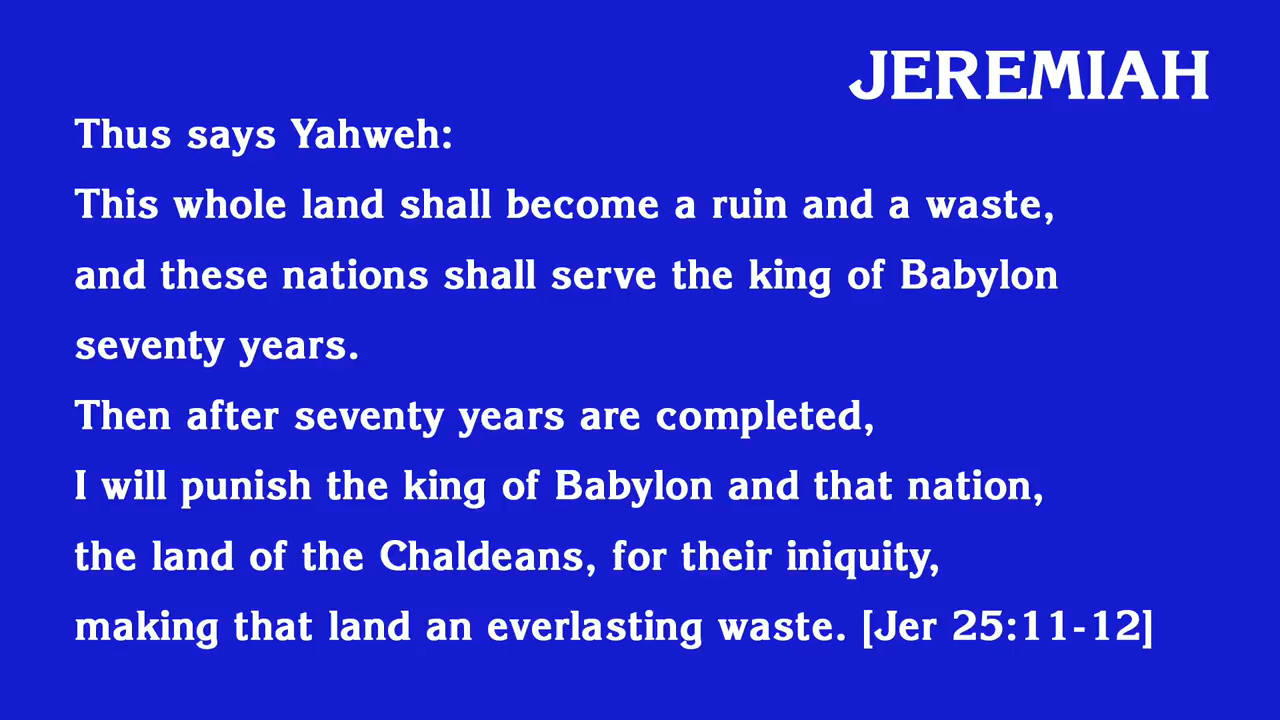 JEREMIAH
Thus says Yahweh:
This whole land shall become a ruin and a waste,
and these nations shall serve the king of Babylon
seventy years.
Then after seventy years are completed,
I will punish the king of Babylon and that nation,
the land of the Chaldeans, for their iniquity,
making that land an everlasting waste. [Jer 25:11-12]